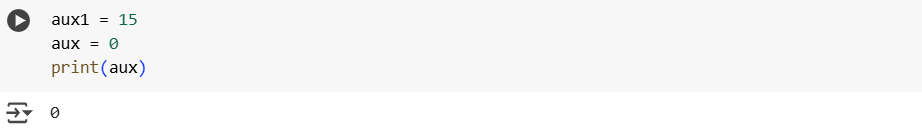 aux1 = 15
aux = 0
print(aux)
0